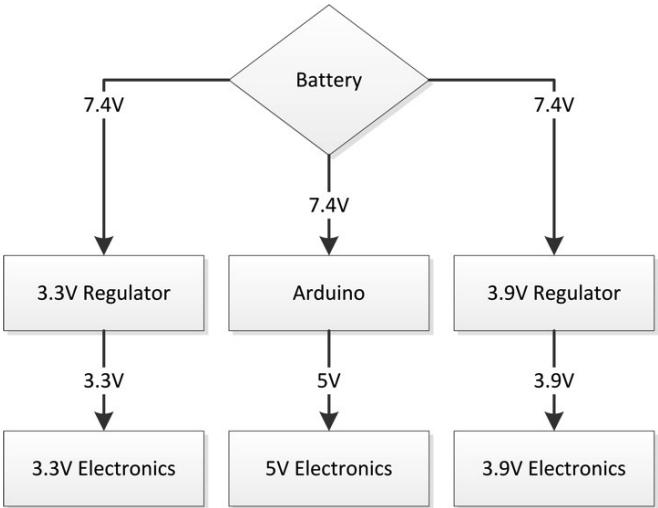 Battery
7.4V
7.4V
7.4V
3.3V Regulator
Arduino
3.9V Regulator
3.3V
5V
3.9V
3.3V Electronics
5V Electronics
3.9V Electronics